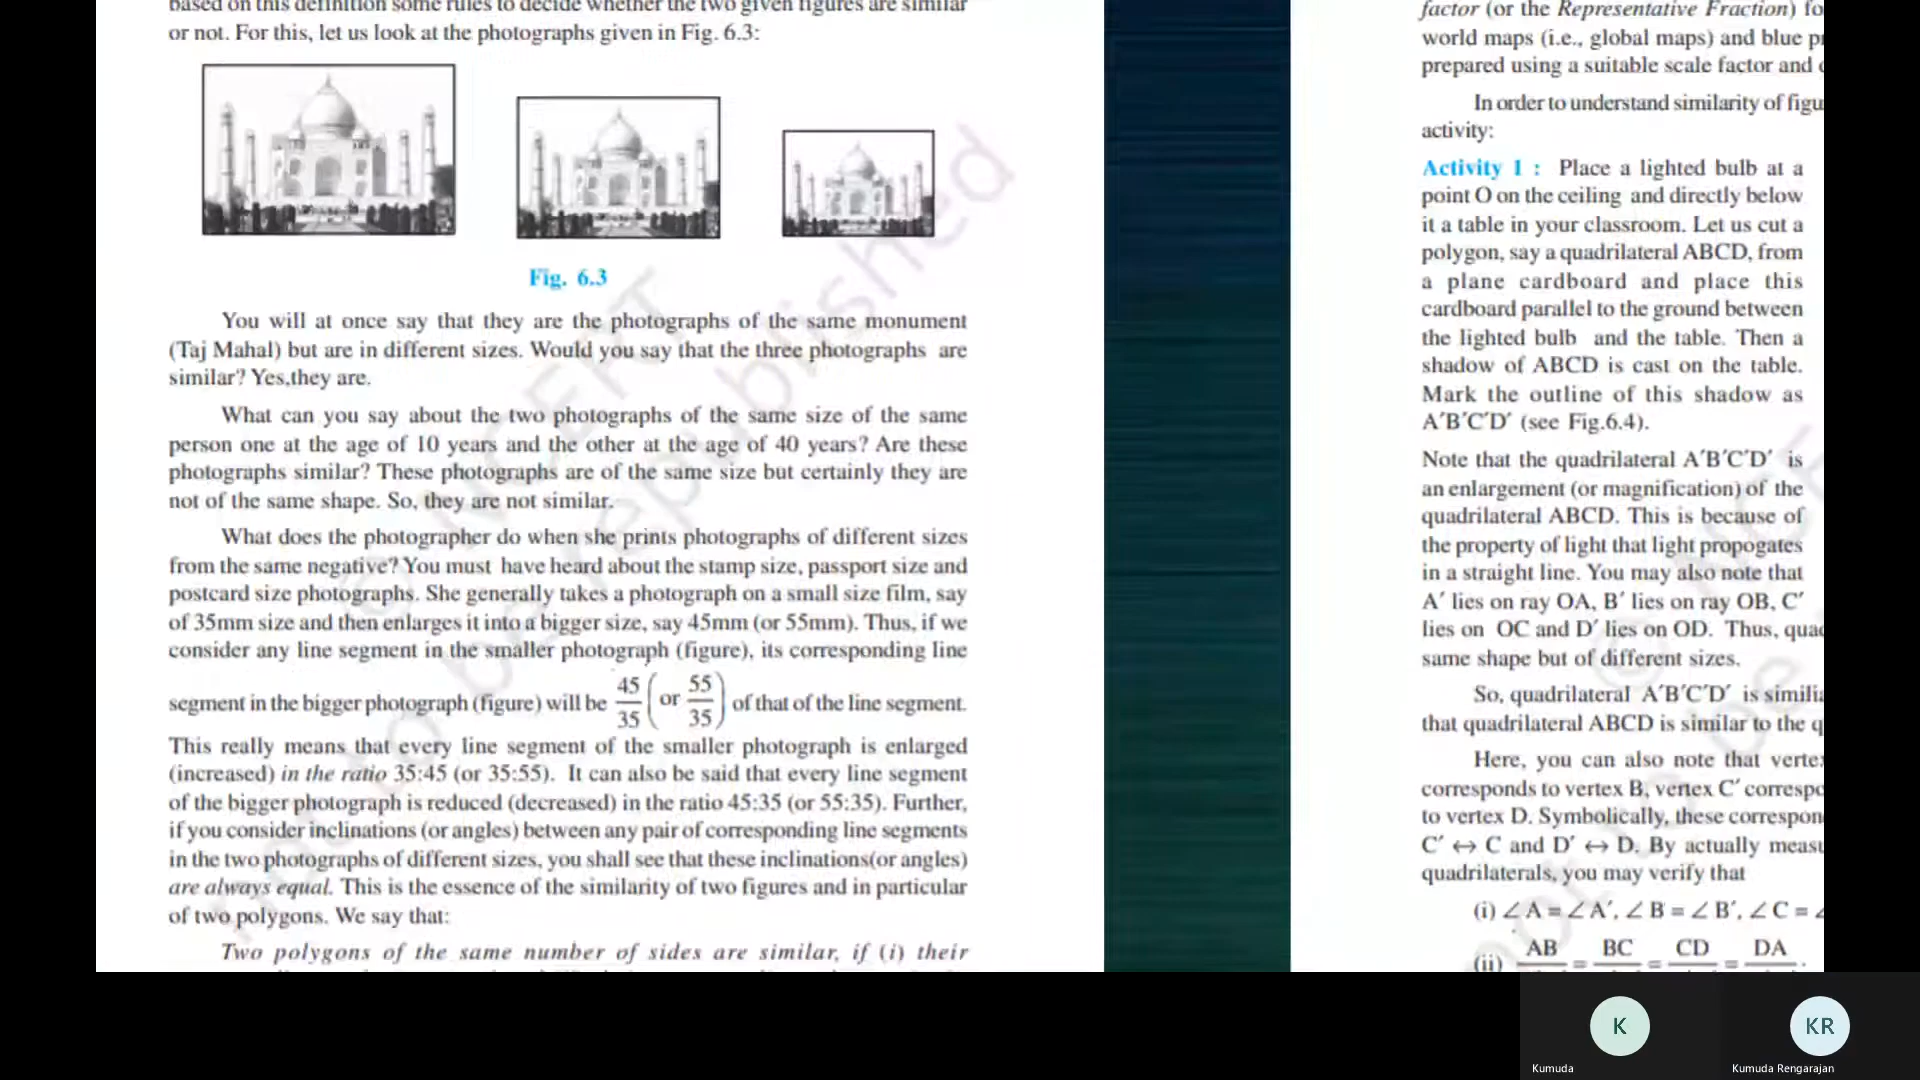 based on this definition some rules to decide whether the two given figures are similar
or not. For this, let us look at the photographs given in Fig. 6.3:
Fig. 6.3
You will at once say that they are the photographs of the same monument
(Taj Mahal) but are in different sizes. Would you say that the three photographs are
similar? Yes,they are.
What can you say about the two photographs of the same size of the same
person one at the age of 10 years and the other at the age of 40 years? Are these
photographs similar? These photographs are of the same size but certainly they are
not of the same shape. So, they are not similar.
What does the photographer do when she prints photographs of different sizes
from the same negative? You must have heard about the stamp size, passport size and
postcard size photographs. She generally takes a photograph on a small size film, say
of 35mm size and then enlarges it into a bigger size, say 45mm (or 55mm). Thus, if we
consider any line segment in the smaller photograph (figure), its corresponding line
segment in the bigger photograph (figure) will be 45/35 (or 55/35) of that of the line segment.
This really means that every line segment of the smaller photograph is enlarged
(increased) in the ratio 35:45 (or 35:55). It can also be said that every line segment
of the bigger photograph is reduced (decreased) in the ratio 45:35 (or 55:35). Further,
if you consider inclinations (or angles) between any pair of corresponding line segments
in the two photographs of different sizes, you shall see that these inclinations(or angles)
are always equal. This is the essence of the similarity of two figures and in particular
of two polygons. We say that:
Two polygons of the same number of sides are similar, if (i) their
© NCERT
not to be republished
factor (or the Representative Fraction) fo
world maps (i.e., global maps) and blue p
prepared using a suitable scale factor and
In order to understand similarity of figu
activity:
Activity 1 : Place a lighted bulb at a
point O on the ceiling and directly below
it a table in your classroom. Let us cut a
polygon, say a quadrilateral ABCD, from
a plane cardboard and place this
cardboard parallel to the ground between
the lighted bulb and the table. Then a
shadow of ABCD is cast on the table.
Mark the outline of this shadow as
A′B′C′D′ (see Fig.6.4).
Note that the quadrilateral A′B′C′D′ is
an enlargement (or magnification) of the
quadrilateral ABCD. This is because of
the property of light that light propogates
in a straight line. You may also note that
A′ lies on ray OA, B′ lies on ray OB, C′
lies on OC and D′ lies on OD. Thus, quad
same shape but of different sizes.
So, quadrilateral A′B′C′D′ is simili
that quadrilateral ABCD is similar to the q
Here, you can also note that verte
corresponds to vertex B, vertex C′ correspo
to vertex D. Symbolically, these correspon
C′ ↔ C and D′ ↔ D. By actually measu
quadrilaterals, you may verify that
(i) ∠ A = ∠ A′, ∠ B = ∠ B′, ∠ C = ∠
(ii) AB = BC = CD = DA
K
KR
Kumuda
Kumuda Rengarajan